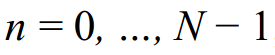 n = 0, ..., N − 1